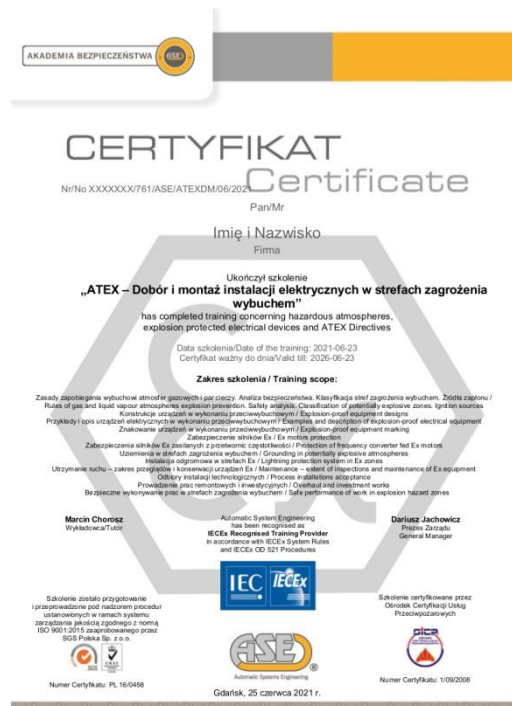 AKADEMIA BEZPIECZEŃSTWA
ASE
CERTYFIKAT
Certificate
Nr/No XXXXXXX/761/ASE/ATEXDM/06/2021
Pan/Mr
Imię i Nazwisko
Firma
Ukończył szkolenie
„ATEX – Dobór i montaż instalacji elektrycznych w strefach zagrożenia
wybuchem”
has completed training concerning hazardous atmospheres,
explosion protected electrical devices and ATEX Directives
Data szkolenia/Date of the training: 2021-06-23
Certyfikat ważny do dnia/Valid till: 2026-06-23
Zakres szkolenia / Training scope:
Zasady zapobiegania wybuchowi atmosfer gazowych i par cieczy. Analiza bezpieczeństwa. Klasyfikacja stref zagrożenia wybuchem. Źródła zapłonu /
Rules of gas and liquid vapour atmospheres explosion prevention. Safety analysis. Classification of potentially explosive zones. Ignition sources
Konstrukcje urządzeń w wykonaniu przeciwwybuchowym / Explosion-proof equipment designs
Przykłady i opis urządzeń elektrycznych w wykonaniu przeciwwybuchowym / Examples and description of explosion-proof electrical equipment
Znakowanie urządzeń w wykonaniu przeciwwybuchowym / Explosion-proof equipment marking
Zabezpieczenie silników Ex / Ex motors protection
Zabezpieczenia silników Ex zasilanych z przetwornic częstotliwości / Protection of frequency converter fed Ex motors
Uziemienia w strefach zagrożenia wybuchem / Grounding in potentially explosive atmospheres
Instalacja odgromowa w strefach Ex / Lightning protection system in Ex zones
Utrzymanie ruchu – zakres przeglądów i konserwacji urządzeń Ex / Maintenance – extent of inspections and maintenance of Ex equipment
Odbiory instalacji technologicznych / Process installations acceptance
Prowadzenie prac remontowych i inwestycyjnych / Overhaul and investment works
Bezpieczne wykonywanie prac w strefach zagrożenia wybuchem / Safe performance of work in explosion hazard zones
Marcin Chorosz
Wykładowca/Tutor
Automatic System Engineering
has been recognised as
IECEx Recognised Training Provider
in accordance with IECEx System Rules
and IECEx OD 521 Procedures
Dariusz Jachowicz
Prezes Zarządu
General Manager
IEC IECEx
Szkolenie zostało przygotowanie
i przeprowadzone pod nadzorem procedur
ustanowionych w ramach systemu
zarządzania jakością zgodnego z normą
ISO 9001:2015 zaaprobowanego przez
SGS Polska Sp. z o.o.
Numer Certyfikatu: PL 16/0458
ASE ®
Automatic Systems Engineering
Gdańsk, 25 czerwca 2021 r.
Szkolenie certyfikowane przez
Ośrodek Certyfikacji Usług
Przeciwpożarowych
Numer Certyfikatu: 1/09/2008